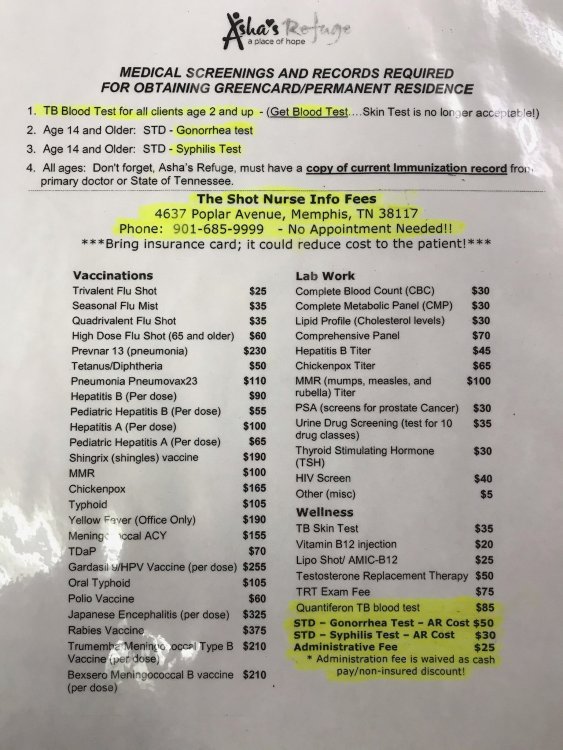 Asha's Refuge
a place of hope
MEDICAL SCREENINGS AND RECORDS REQUIRED
FOR OBTAINING GREENCARD/PERMANENT RESIDENCE
1. TB Blood Test for all clients age 2 and up - (Get Blood Test....Skin Test is no longer acceptable!)
2. Age 14 and Older: STD - Gonorrhea test
3. Age 14 and Older: STD - Syphilis Test
4. All ages: Don't forget, Asha's Refuge, must have a copy of current Immunization record from
primary doctor or State of Tennessee.
The Shot Nurse Info Fees
4637 Poplar Avenue, Memphis, TN 38117
Phone: 901-685-9999 - No Appointment Needed!!
***Bring insurance card; it could reduce cost to the patient!***
Vaccinations
Trivalent Flu Shot $25
Seasonal Flu Mist $35
Quadrivalent Flu Shot $35
High Dose Flu Shot (65 and older) $60
Prevnar 13 (pneumonia) $230
Tetanus/Diphtheria $50
Pneumonia Pneumovax23 $110
Hepatitis B (Per dose) $90
Pediatric Hepatitis B (Per dose) $55
Hepatitis A (Per dose) $100
Pediatric Hepatitis A (Per dose) $65
Shingrix (shingles) vaccine $190
MMR $100
Chickenpox $165
Typhoid $105
Yellow Fever (Office Only) $190
Meningococcal ACY $155
TDaP $70
Gardasil 9/HPV Vaccine (per dose) $255
Oral Typhoid $105
Polio Vaccine $60
Japanese Encephalitis (per dose) $325
Rabies Vaccine $375
Trumemba Meningococcal Type B $210
Vaccine (per dose)
Bexsero Meningococcal B vaccine $210
(per dose)
Lab Work
Complete Blood Count (CBC) $30
Complete Metabolic Panel (CMP) $30
Lipid Profile (Cholesterol levels) $30
Comprehensive Panel $70
Hepatitis B Titer $45
Chickenpox Titer $65
MMR (mumps, measles, and $100
rubella) Titer
PSA (screens for prostate Cancer) $30
Urine Drug Screening (test for 10 $35
drug classes)
Thyroid Stimulating Hormone $30
(TSH)
HIV Screen $40
Other (misc) $5
Wellness
TB Skin Test $35
Vitamin B12 injection $20
Lipo Shot/ AMIC-B12 $25
Testosterone Replacement Therapy $50
TRT Exam Fee $75
Quantiferon TB blood test $85
STD – Gonorrhea Test – AR Cost $50
STD – Syphilis Test – AR Cost $30
Administrative Fee $25
* Administration fee is waived as cash
pay/non-insured discount!